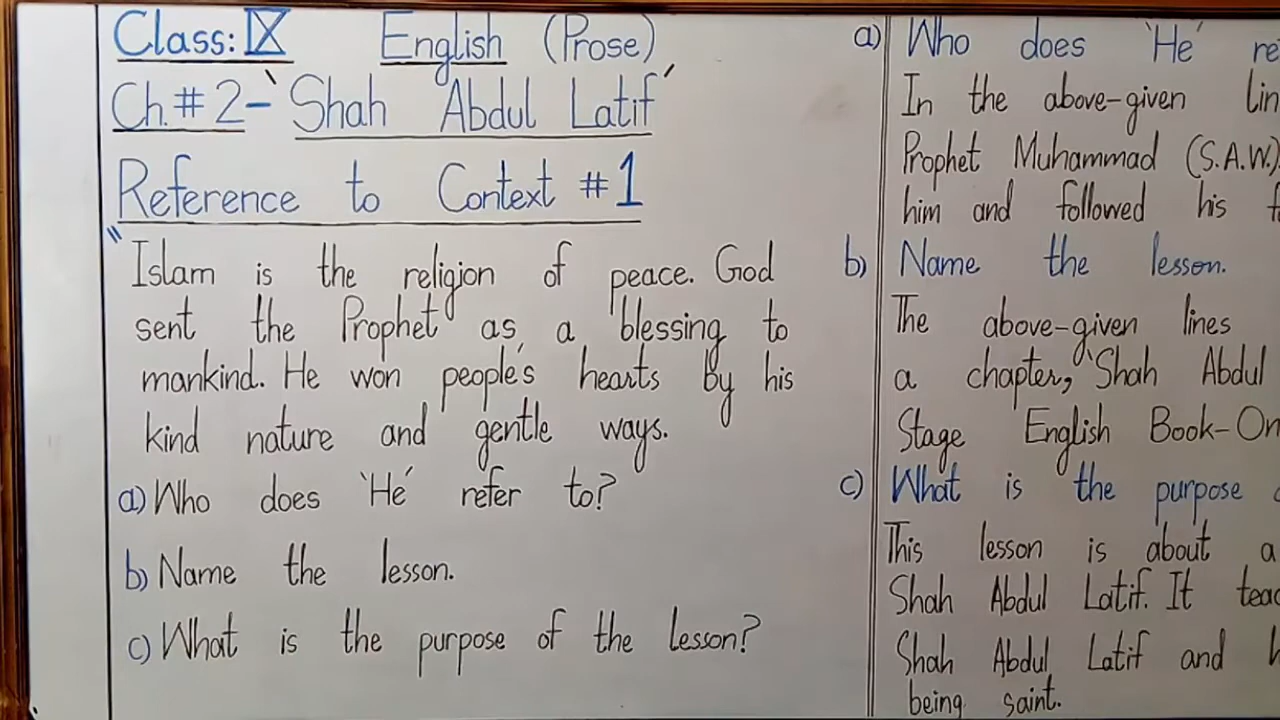 Class: IX English (Prose)
Ch. # 2 - 'Shah Abdul Latif'
Reference to Context # 1
"Islam is the religion of peace. God
sent the Prophet as a blessing to
mankind. He won people's hearts by his
kind nature and gentle ways.
a) Who does 'He' refer to?
b) Name the lesson.
c) What is the purpose of the lesson?
a) Who does 'He' re
In the above-given lin
Prophet Muhammad (S.A.W.)
him and followed his
b) Name the lesson.
The above-given lines
a chapter, 'Shah Abdul
Stage English Book-On
c) What is the purpose
This lesson is about a
Shah Abdul Latif. It teac
Shah Abdul Latif and h
being saint.